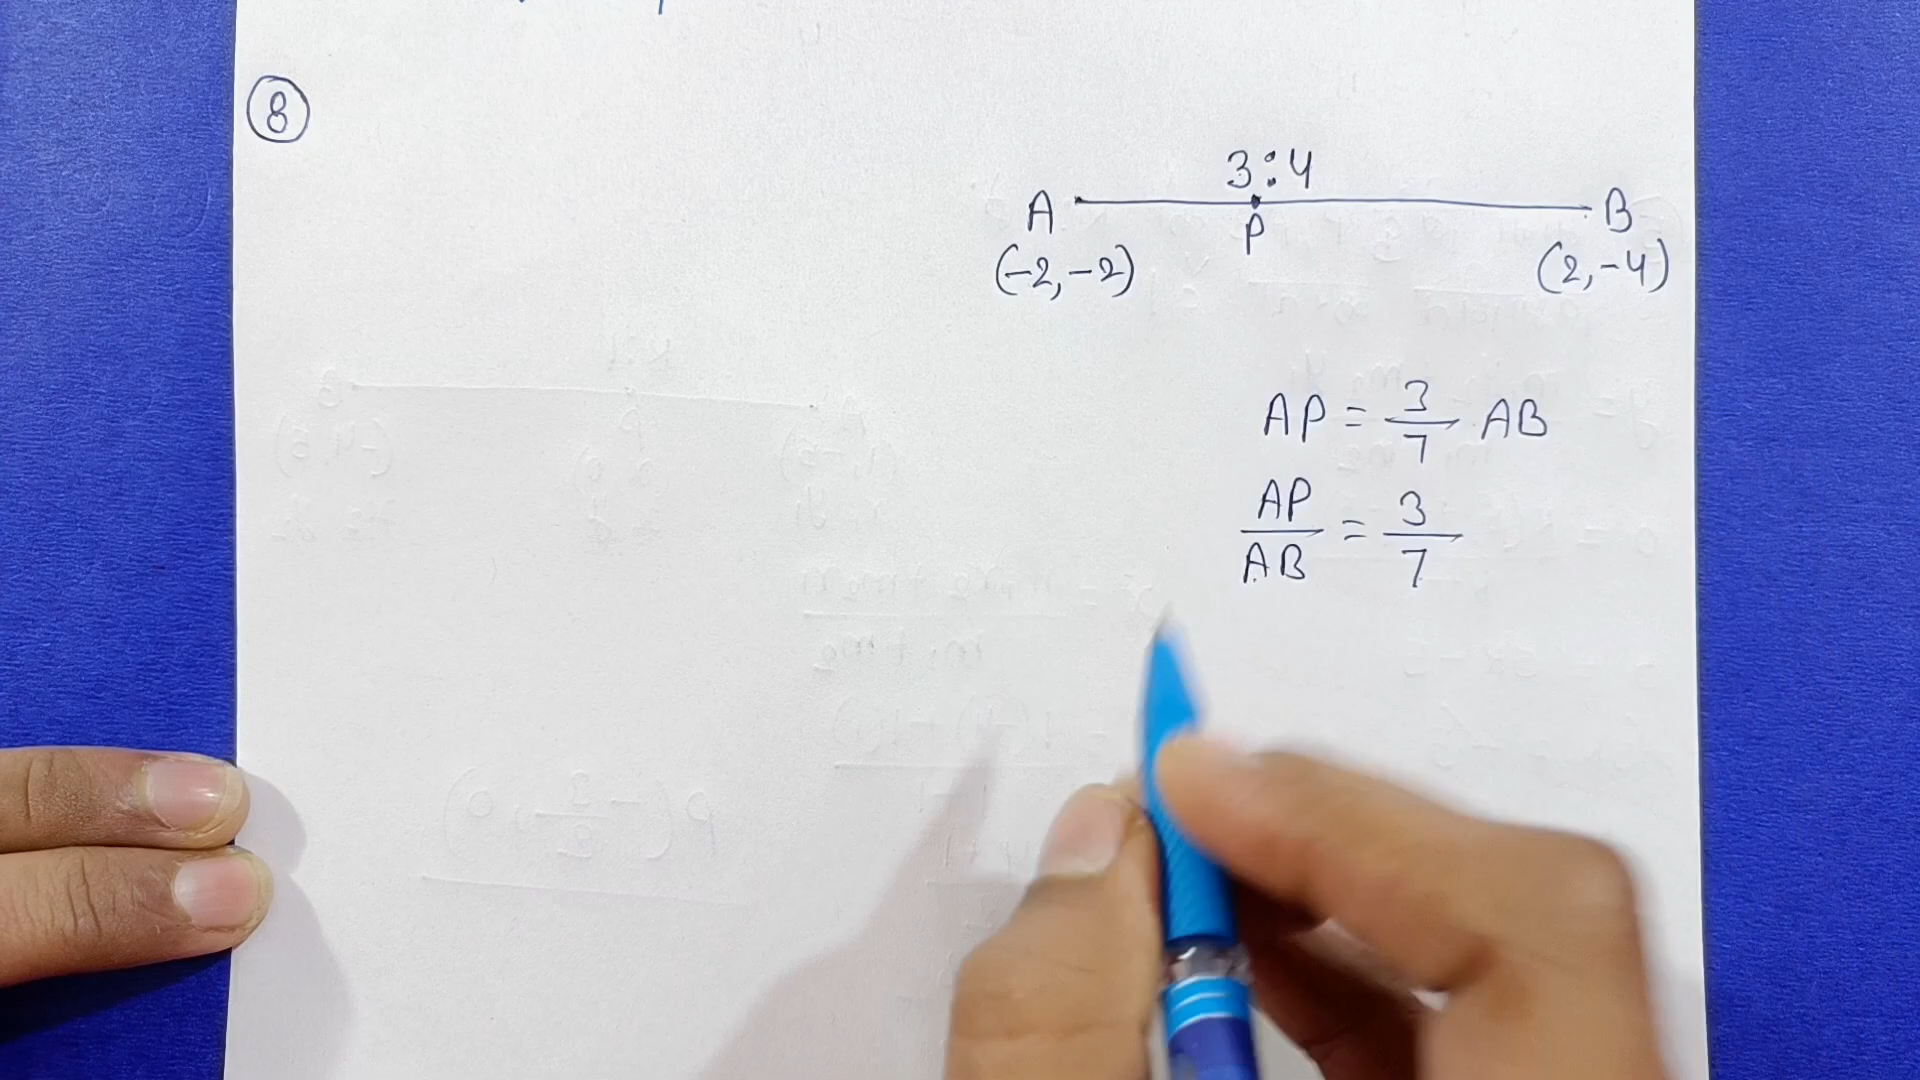 8
3:4
A P B
(-2,-2) (2,-4)
AP = 3/7 AB
AP/AB = 3/7